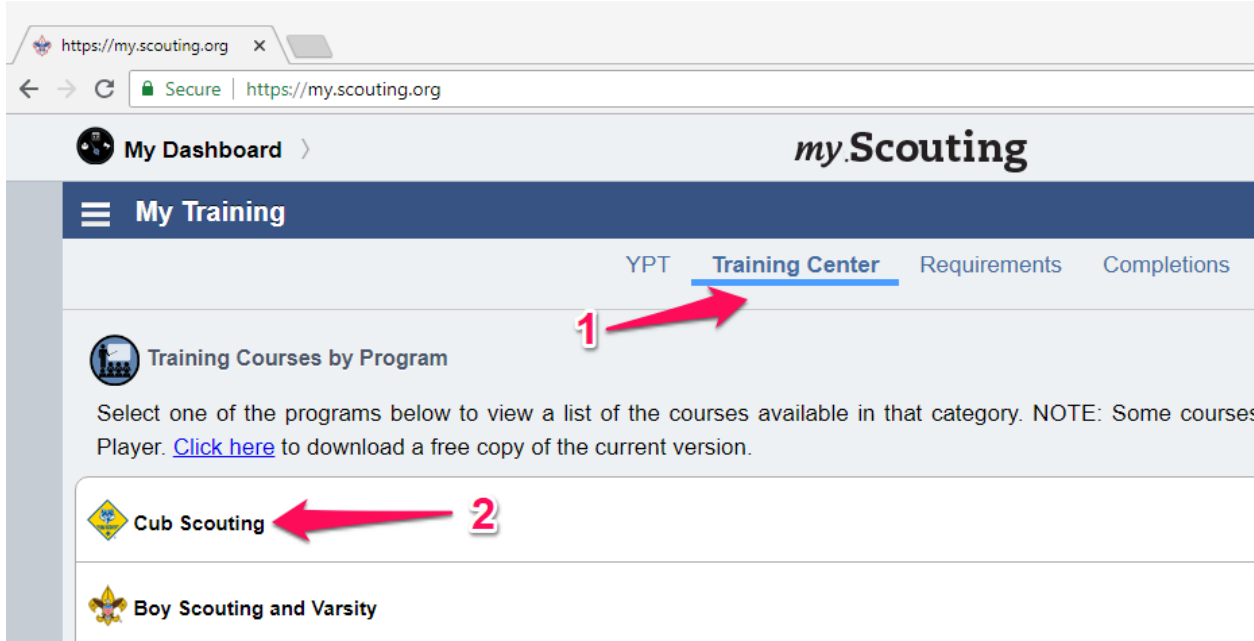 https://my.scouting.org
Secure | https://my.scouting.org
My Dashboard
my.Scouting
My Training
YPT Training Center Requirements Completions
1
Training Courses by Program
Select one of the programs below to view a list of the courses available in that category. NOTE: Some courses
Player. Click here to download a free copy of the current version.
Cub Scouting
2
Boy Scouting and Varsity